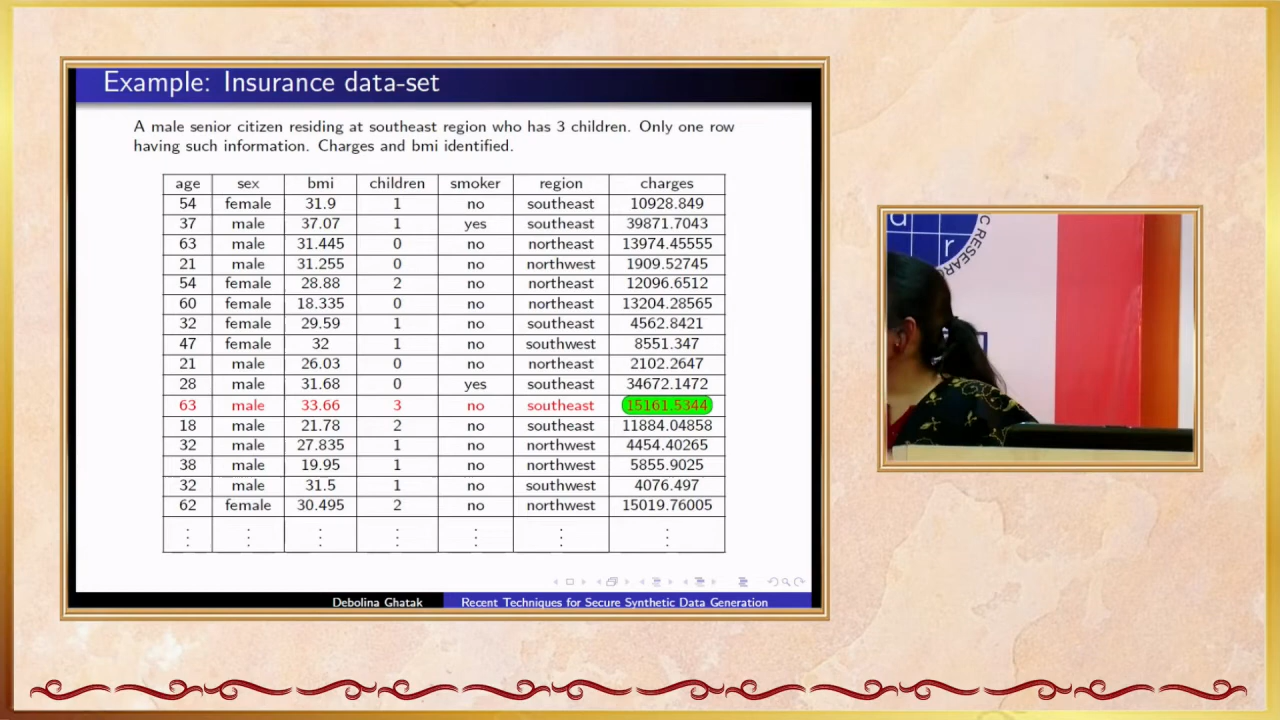 Example: Insurance data-set
A male senior citizen residing at southeast region who has 3 children. Only one row
having such information. Charges and bmi identified.
age sex bmi children smoker region charges
54 female 31.9 1 no southeast 10928.849
37 male 37.07 1 yes southeast 39871.7043
63 male 31.445 0 no northeast 13974.45555
21 male 31.255 0 no northwest 1909.52745
54 female 28.88 2 no northeast 12096.6512
60 female 18.335 0 no northeast 13204.28565
32 female 29.59 1 no southeast 4562.8421
47 female 32 1 no southwest 8551.347
21 male 26.03 0 no northeast 2102.2647
28 male 31.68 0 yes southeast 34672.1472
63 male 33.66 3 no southeast 15161.5344
18 male 21.78 2 no southeast 11884.04858
32 male 27.835 1 no northwest 4454.40265
38 male 19.95 1 no northwest 5855.9025
32 male 31.5 1 no southwest 4076.497
62 female 30.495 2 no northwest 15019.76005
Debolina Ghatak Recent Techniques for Secure Synthetic Data Generation
r
C RESEARC